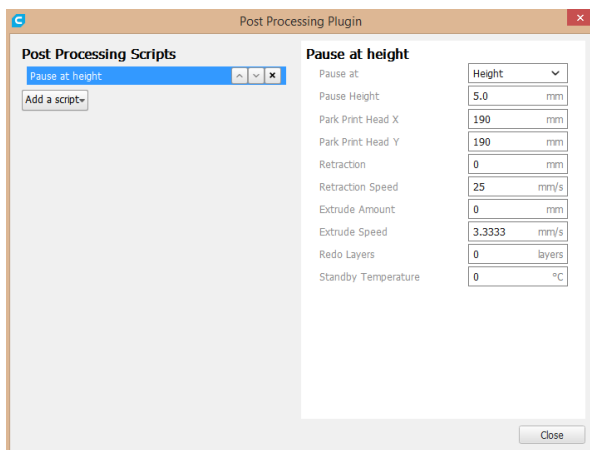 Post Processing Plugin
Post Processing Scripts
Pause at height
Add a script
Pause at height
Pause at Height
Pause Height 5.0 mm
Park Print Head X 190 mm
Park Print Head Y 190 mm
Retraction 0 mm
Retraction Speed 25 mm/s
Extrude Amount 0 mm
Extrude Speed 3.3333 mm/s
Redo Layers 0 layers
Standby Temperature 0 °C
Close